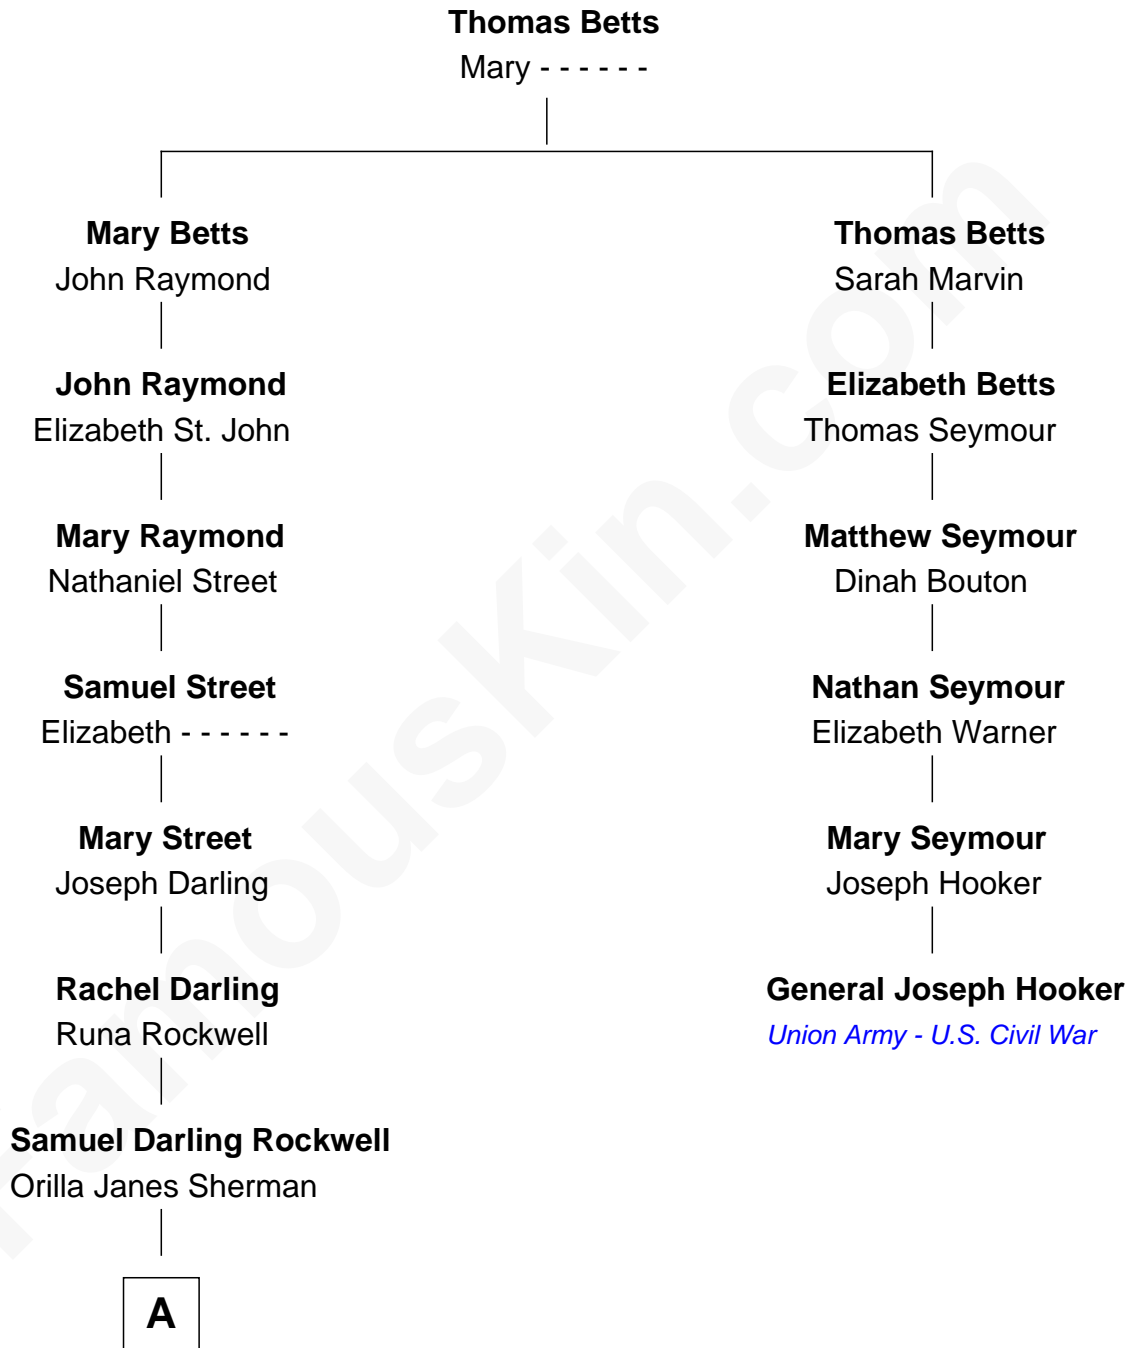 Thomas Betts
Mary - - - - - -
Mary Betts
John Raymond
Thomas Betts
Sarah Marvin
John Raymond
Elizabeth St. John
Elizabeth Betts
Thomas Seymour
Mary Raymond
Nathaniel Street
Matthew Seymour
Dinah Bouton
Samuel Street
Elizabeth - - - - - -
Nathan Seymour
Elizabeth Warner
Mary Street
Joseph Darling
Mary Seymour
Joseph Hooker
Rachel Darling
Runa Rockwell
General Joseph Hooker
Union Army - U.S. Civil War
Samuel Darling Rockwell
Orilla Janes Sherman
A
FamousKin.com